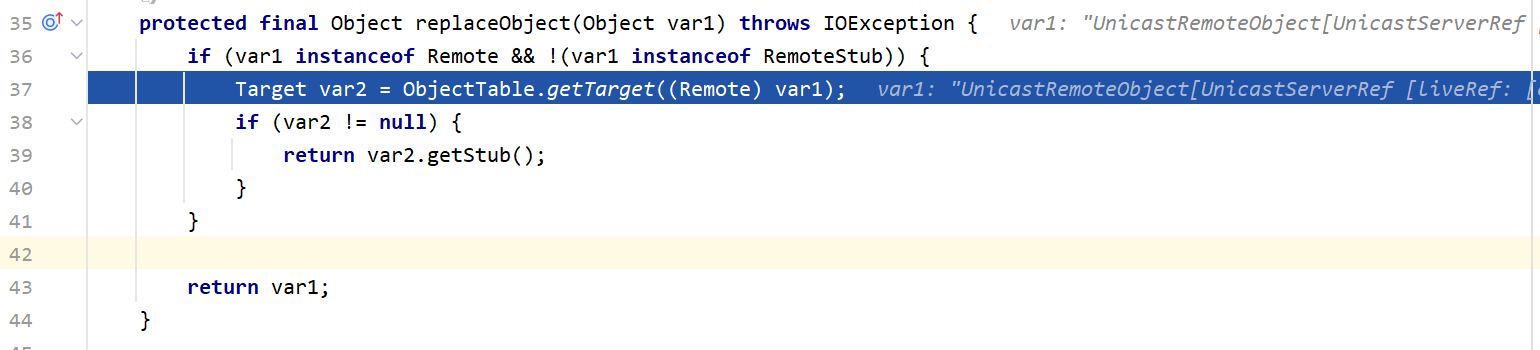 35 protected final Object replaceObject(Object var1) throws IOException {   var1: "UnicastRemoteObject[UnicastServerRef [
36 if (var1 instanceof Remote && !(var1 instanceof RemoteStub)) {
37 Target var2 = ObjectTable.getTarget((Remote) var1);   var1: "UnicastRemoteObject[UnicastServerRef [liveRef: [
38 if (var2 != null) {
39 return var2.getStub();
40 }
41 }
42
43 return var1;
44 }